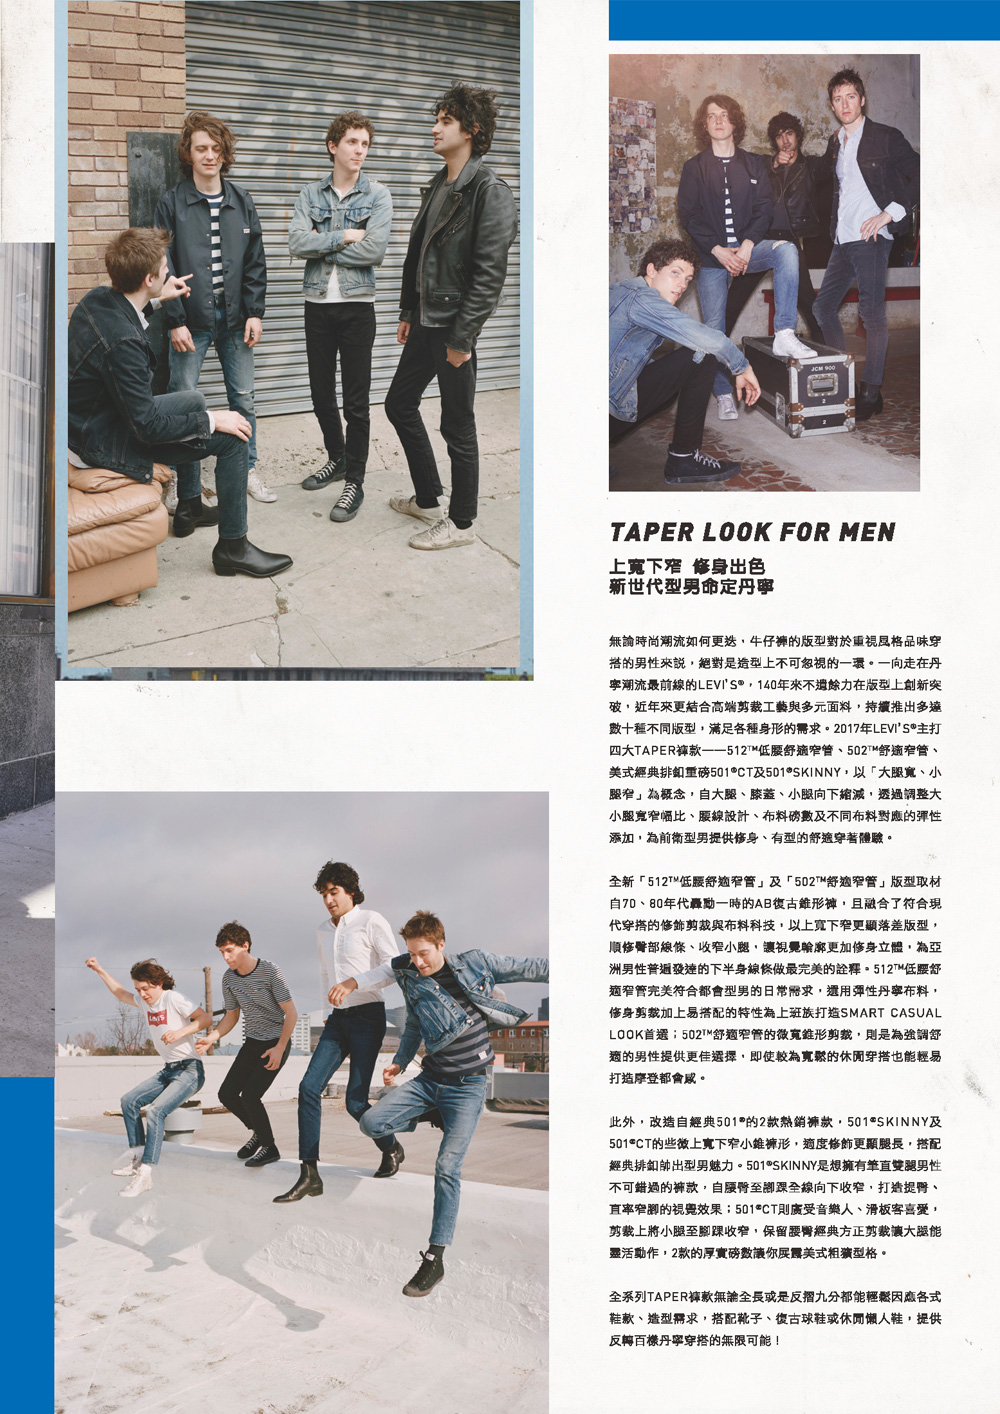 JCM 900
2
2
LEVI'S
TAPER LOOK FOR MEN
上寬下窄 修身出色
新世代型男命定丹寧
無論時尚潮流如何更迭，牛仔褲的版型對於重視風格品味穿
搭的男性來說，絕對是造型上不可忽視的一環。一向走在丹
寧潮流最前線的LEVI'S®，140年來不遺餘力在版型上創新突
破，近年來更結合高端剪裁工藝與多元面料，持續推出多達
數十種不同版型，滿足各種身形的需求。2017年LEVI'S®主打
四大TAPER褲款——512™低腰舒適窄管、502™舒適窄管、
美式經典排釦重磅501®CT及501®SKINNY，以「大腿寬、小
腿窄」為概念，自大腿、膝蓋、小腿向下縮減，透過調整大
小腿寬窄幅比、腰線設計、布料磅數及不同布料對應的彈性
添加，為前衛型男提供修身、有型的舒適穿著體驗。
全新「512™低腰舒適窄管」及「502™舒適窄管」版型取材
自70、80年代轟動一時的AB復古錐形褲，且融合了符合現
代穿搭的修飾剪裁與布料科技，以上寬下窄更顯落差版型，
順修臀部線條、收窄小腿，讓視覺輪廓更加修身立體，為亞
洲男性普遍發達的下半身線條做最完美的詮釋。512™低腰舒
適窄管完美符合都會型男的日常需求，選用彈性丹寧布料，
修身剪裁加上易搭配的特性為上班族打造SMART CASUAL
LOOK首選；502™舒適窄管的微寬錐形剪裁，則是為強調舒
適的男性提供更佳選擇，即使較為寬鬆的休閒穿搭也能輕易
打造摩登都會感。
此外，改造自經典501®的2款熱銷褲款，501®SKINNY及
501®CT的些微上寬下窄小錐褲形，適度修飾更顯腿長，搭配
經典排釦帥出型男魅力。501®SKINNY是想擁有筆直雙腿男性
不可錯過的褲款，自腰臀至腳踝全線向下收窄，打造提臀、
直率窄腳的視覺效果；501®CT則廣受音樂人、滑板客喜愛，
剪裁上將小腿至腳踝收窄，保留腰臀經典方正剪裁讓大腿能
靈活動作，2款的厚實磅數讓你展露美式粗獷型格。
全系列TAPER褲款無論全長或是反摺九分都能輕鬆因應各式
鞋款、造型需求，搭配靴子、復古球鞋或休閒懶人鞋，提供
反轉百樣丹寧穿搭的無限可能！